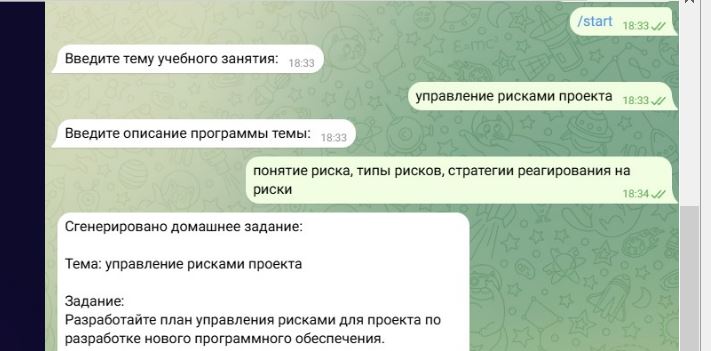 /start 18:33
Введите тему учебного занятия: 18:33
управление рисками проекта 18:33
Введите описание программы темы: 18:33
понятие риска, типы рисков, стратегии реагирования на
риски 18:34
Сгенерировано домашнее задание:
Тема: управление рисками проекта
Задание:
Разработайте план управления рисками для проекта по
разработке нового программного обеспечения.